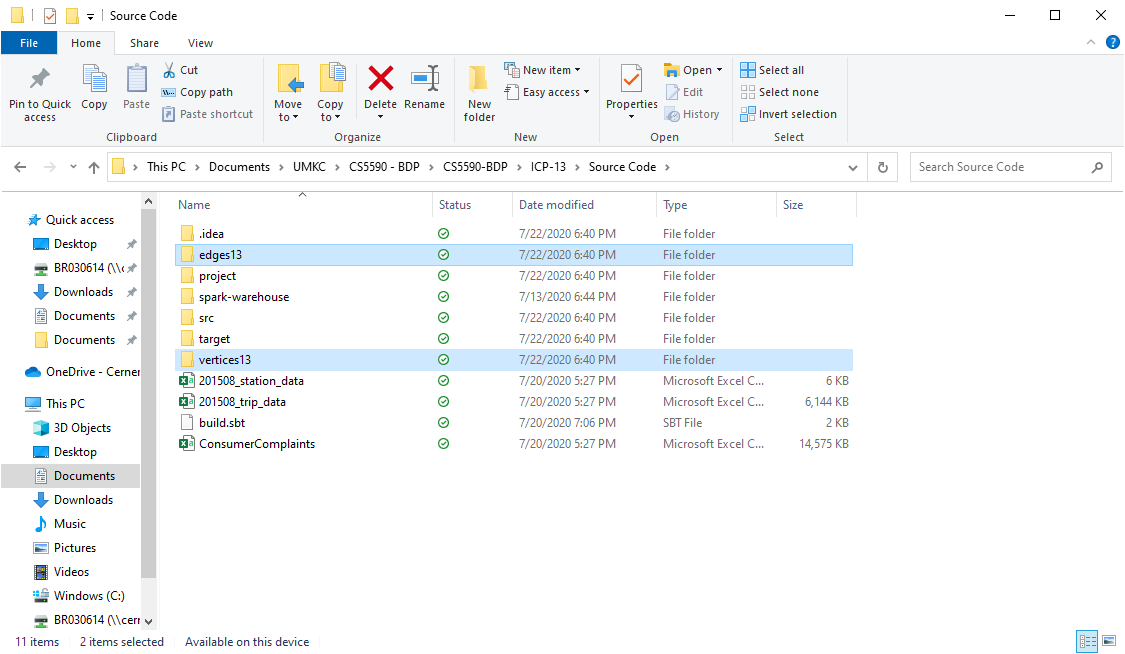 Source Code
File Home Share View
Pin to Quick access
Copy
Paste
Cut
Copy path
Paste shortcut
Clipboard
Move to
Copy to
Delete
Rename
Organize
New folder
New item
Easy access
New
Properties
Open
Edit
History
Open
Select all
Select none
Invert selection
Select
This PC > Documents > UMKC > CS5590 - BDP > CS5590-BDP > ICP-13 > Source Code >
Search Source Code
Quick access
Desktop
BR030614 (\\c
Downloads
Documents
Documents
OneDrive - Cerner
This PC
3D Objects
Desktop
Documents
Downloads
Music
Pictures
Videos
Windows (C:)
BR030614 (\\cerr
Name Status Date modified Type Size
.idea 7/22/2020 6:40 PM File folder
edges13 7/22/2020 6:40 PM File folder
project 7/22/2020 6:40 PM File folder
spark-warehouse 7/13/2020 6:44 PM File folder
src 7/22/2020 6:40 PM File folder
target 7/22/2020 6:40 PM File folder
vertices13 7/22/2020 6:40 PM File folder
201508_station_data 7/20/2020 5:27 PM Microsoft Excel C... 6 KB
201508_trip_data 7/20/2020 5:27 PM Microsoft Excel C... 6,144 KB
build.sbt 7/20/2020 7:06 PM SBT File 2 KB
ConsumerComplaints 7/20/2020 5:27 PM Microsoft Excel C... 14,575 KB
11 items 2 items selected Available on this device